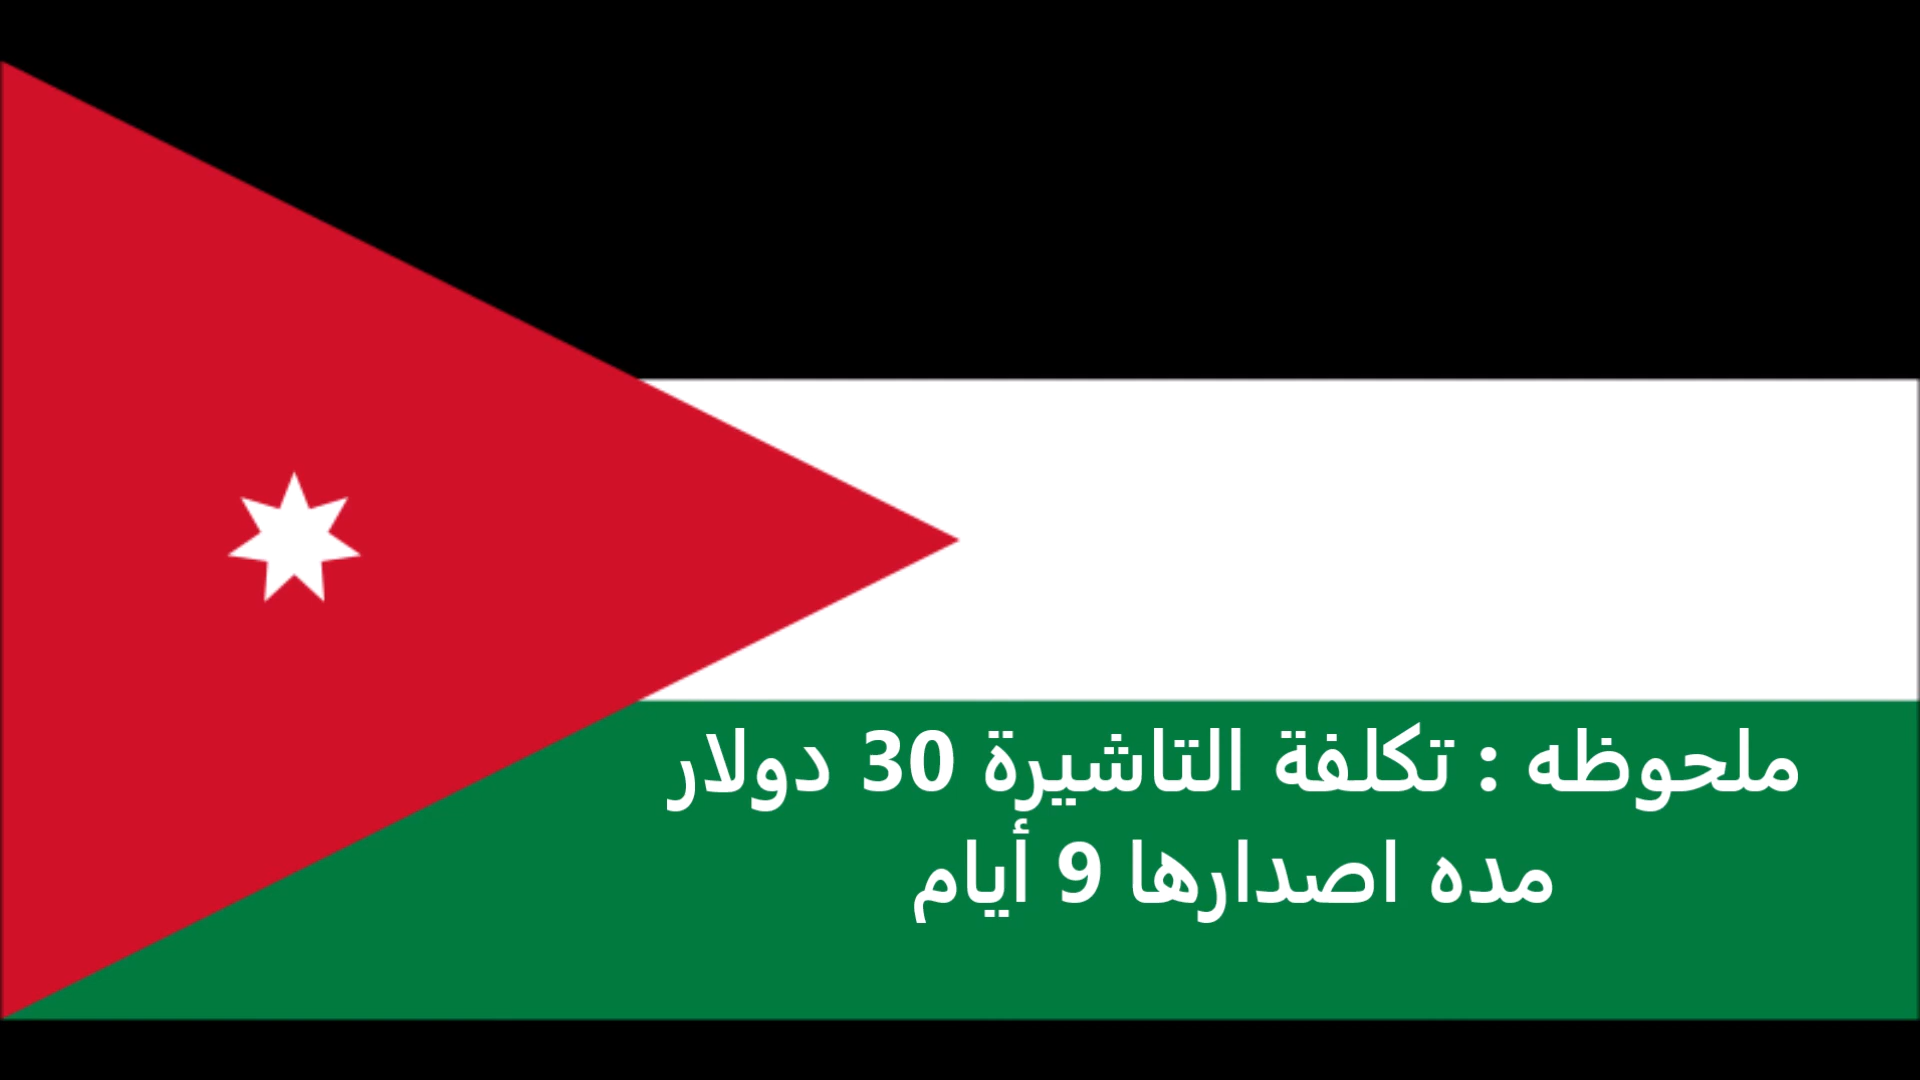 ملحوظه : تكلفة التاشيرة 30 دولار
مده اصدارها 9 أيام